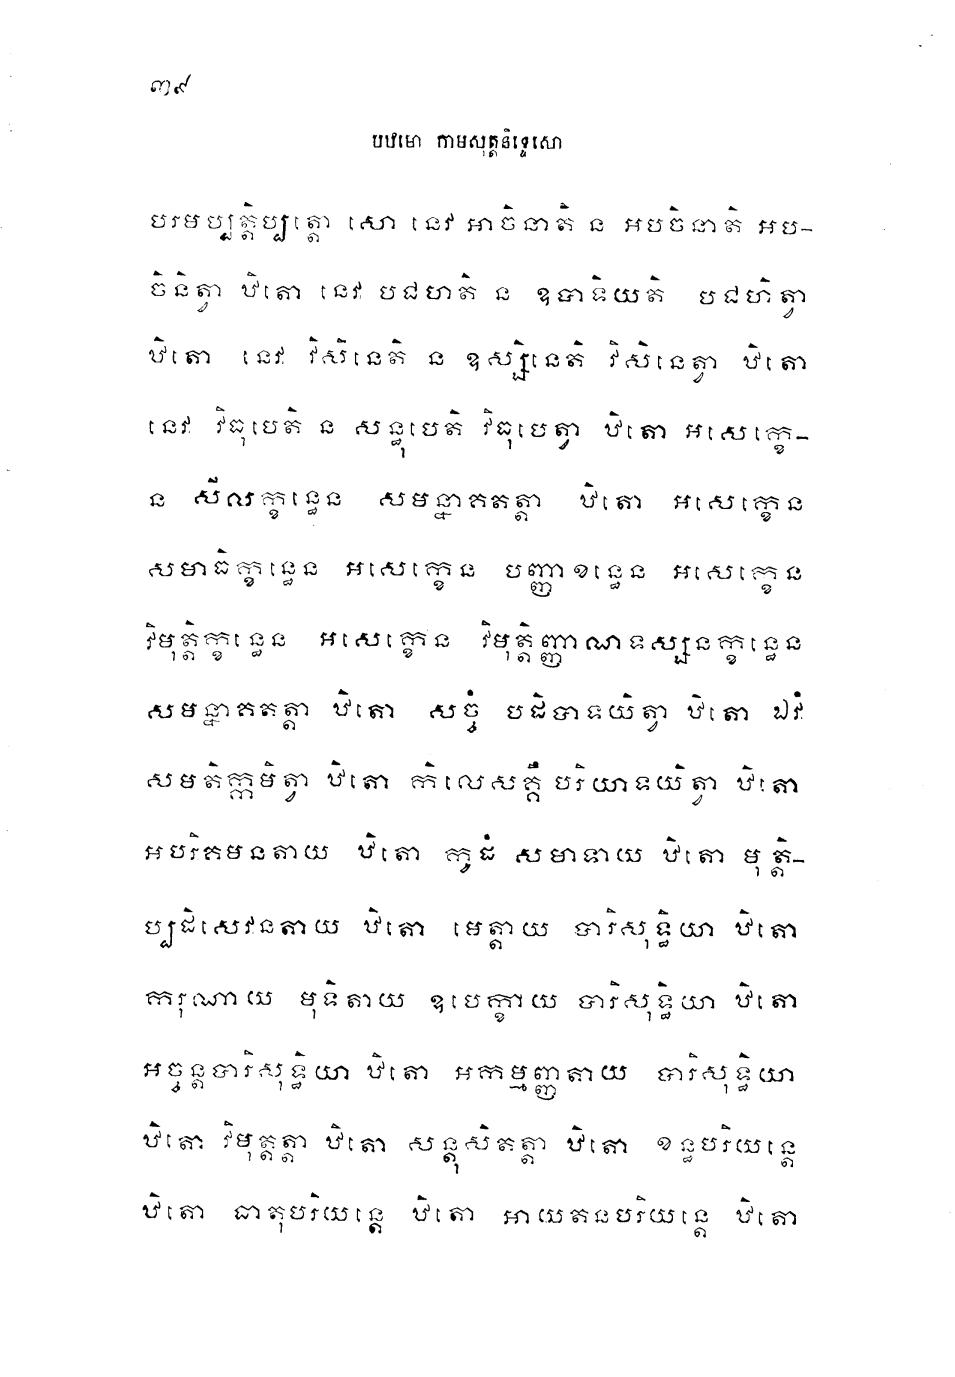 ៣៩
បឋមោ កាមសុត្តនិទ្ទេសោ
បរមប្បត្តិប្បត្តោ សោ នេវ អាចិនាតិ ន អបចិនាតិ អប-
ចិនិត្វា ឋិតោ នេវ បជហតិ ន ឧបាទិយតិ បជហិត្វា
ឋិតោ នេវ វិសីនេតិ ន ឧស្សិនេតិ វិសិនេត្វា ឋិតោ
នេវ វិធុបេតិ ន សន្ធុបេតិ វិធុបេត្វា ឋិតោ អសេក្ខេ-
ន សីលក្ខន្ធេន សមន្នាគតត្តា ឋិតោ អសេក្ខេន
សមាធិក្ខន្ធេន អសេក្ខេន បញ្ញាខន្ធេន អសេក្ខេន
វិមុត្តិក្ខន្ធេន អសេក្ខេន វិមុត្តិញ្ញាណទស្សនក្ខន្ធេន
សមន្នាគតត្តា ឋិតោ សច្ចំ បដិបាទយិត្វា ឋិតោ ឯវំ
សមតិក្កមិត្វា ឋិតោ កិលេសគ្គឹ បរិយាទយិត្វា ឋិតោ
អបរិគមនតាយ ឋិតោ កូដំ សមាទាយ ឋិតោ មុត្តិ-
ប្បដិសេវនតាយ ឋិតោ មេត្តាយ បារិសុទ្ធិយា ឋិតោ
ករុណាយ មុទិតាយ ឧបេក្ខាយ បារិសុទ្ធិយា ឋិតោ
អច្ចន្តបារិសុទ្ធិយា ឋិតោ អកម្មញ្ញតាយ បារិសុទ្ធិយា
ឋិតោ វិមុត្តត្តា ឋិតោ សន្តុសិតត្តា ឋិតោ ខន្ធបរិយន្តេ
ឋិតោ ធាតុបរិយន្តេ ឋិតោ អាយតនបរិយន្តេ ឋិតោ